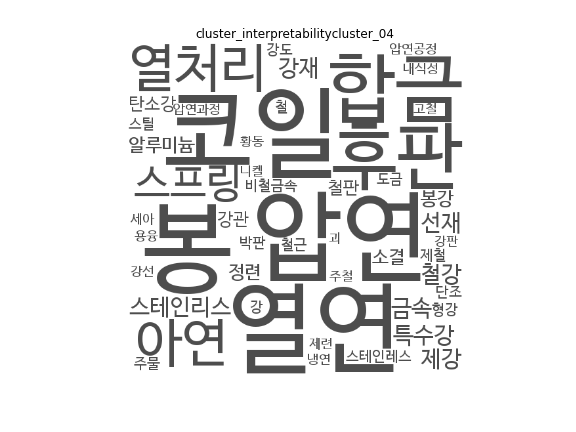 cluster_interpretabilitycluster_04
열처리
강도
강재
합금
압연공정
내식성
탄소강
압연과정
코일
철
고철
스틸
알루미늄
황동
후판
스프링
니켈
비철금속
철판
도금
봉강
세아
용융
봉
강관
압연
선재
박판
철근
괴
강판
강선
정련
주철
소결
제철
철강
단조
스테인리스
열연
강
금속
형강
아연
특수강
주물
제련
냉연
스테인레스
제강